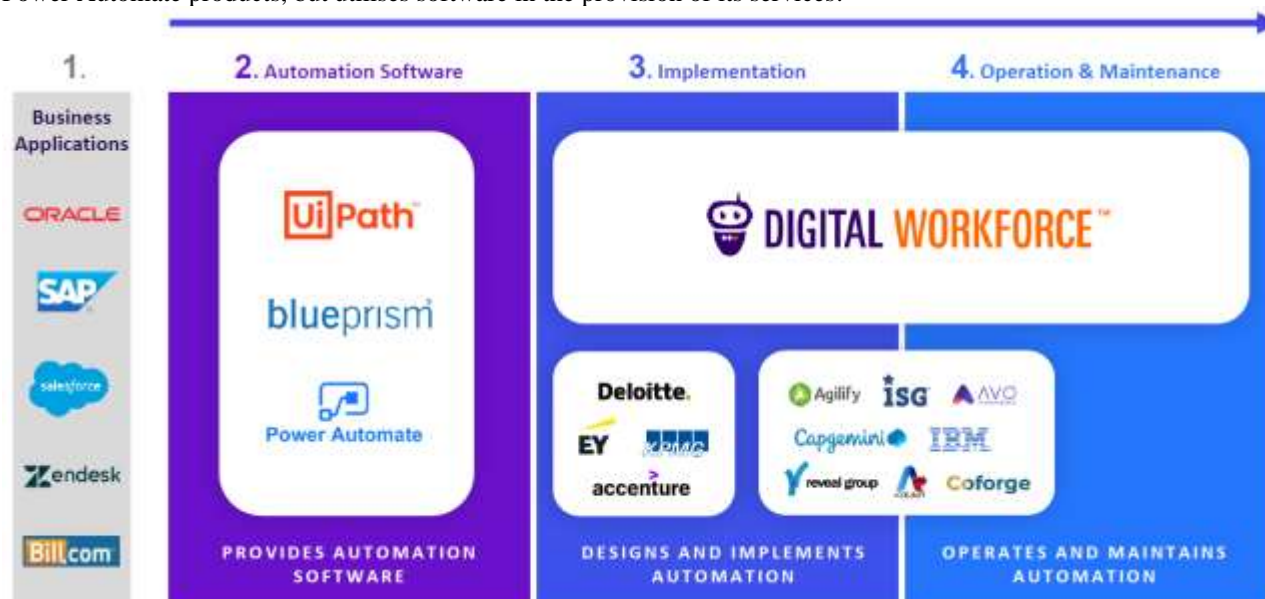 Power Automate products, but utilises software in the provision of its services.
1.
2. Automation Software
3. Implementation
4. Operation & Maintenance
Business
Applications
ORACLE
SAP
salesforce
Zendesk
Bill.com
UiPath™
blueprism
Power Automate
PROVIDES AUTOMATION
SOFTWARE
DIGITAL WORKFORCE™
Deloitte.
EY KPMG
accenture
Agilify ISG AVO
Capgemini IBM
reveal group Coforge
DESIGNS AND IMPLEMENTS
AUTOMATION
OPERATES AND MAINTAINS
AUTOMATION